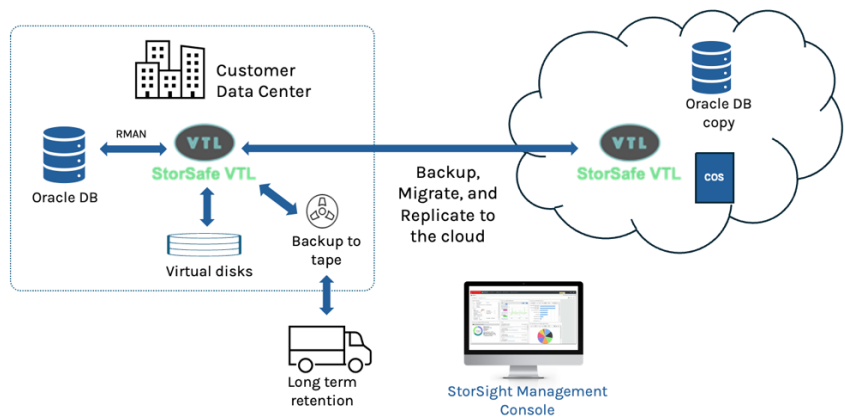 Customer
Data Center
RMAN
VTL
StorSafe VTL
Oracle DB
Virtual disks
Backup to
tape
Long term
retention
Backup,
Migrate, and
Replicate to
the cloud
Oracle DB
copy
VTL
StorSafe VTL
COS
StorSight Management
Console